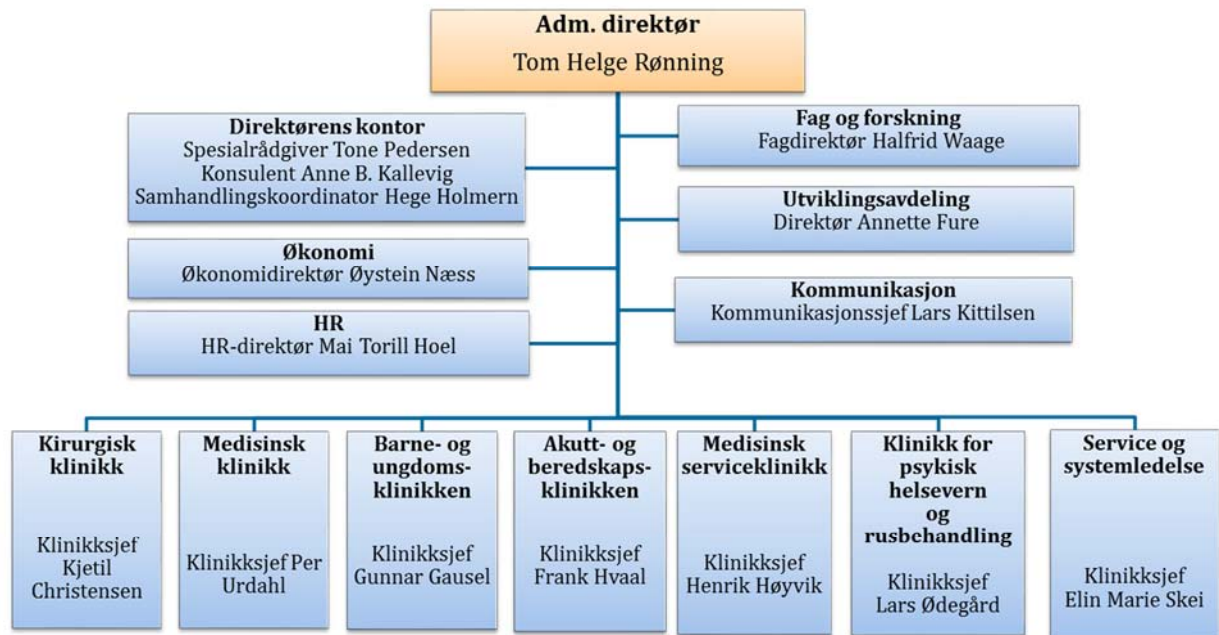 Adm. direktør
Tom Helge Rønning
Direktørens kontor
Spesialrådgiver Tone Pedersen
Konsulent Anne B. Kallevig
Samhandlingskoordinator Hege Holmern
Fag og forskning
Fagdirektør Halfrid Waage
Utviklingsavdeling
Direktør Annette Fure
Økonomi
Økonomidirektør Øystein Næss
Kommunikasjon
Kommunikasjonssjef Lars Kittilsen
HR
HR-direktør Mai Torill Hoel
Kirurgisk
klinikk
Klinikksjef
Kjetil
Christensen
Medisinsk
klinikk
Klinikksjef Per
Urdahl
Barne- og
ungdoms-
klinikken
Klinikksjef
Gunnar Gausel
Akutt- og
beredskaps-
klinikken
Klinikksjef
Frank Hvaal
Medisinsk
serviceklinikk
Klinikksjef
Henrik Høyvik
Klinikk for
psykisk
helsevern
og
rusbehandling
Klinikksjef
Lars Ødegård
Service og
systemledelse
Klinikksjef
Elin Marie Skei